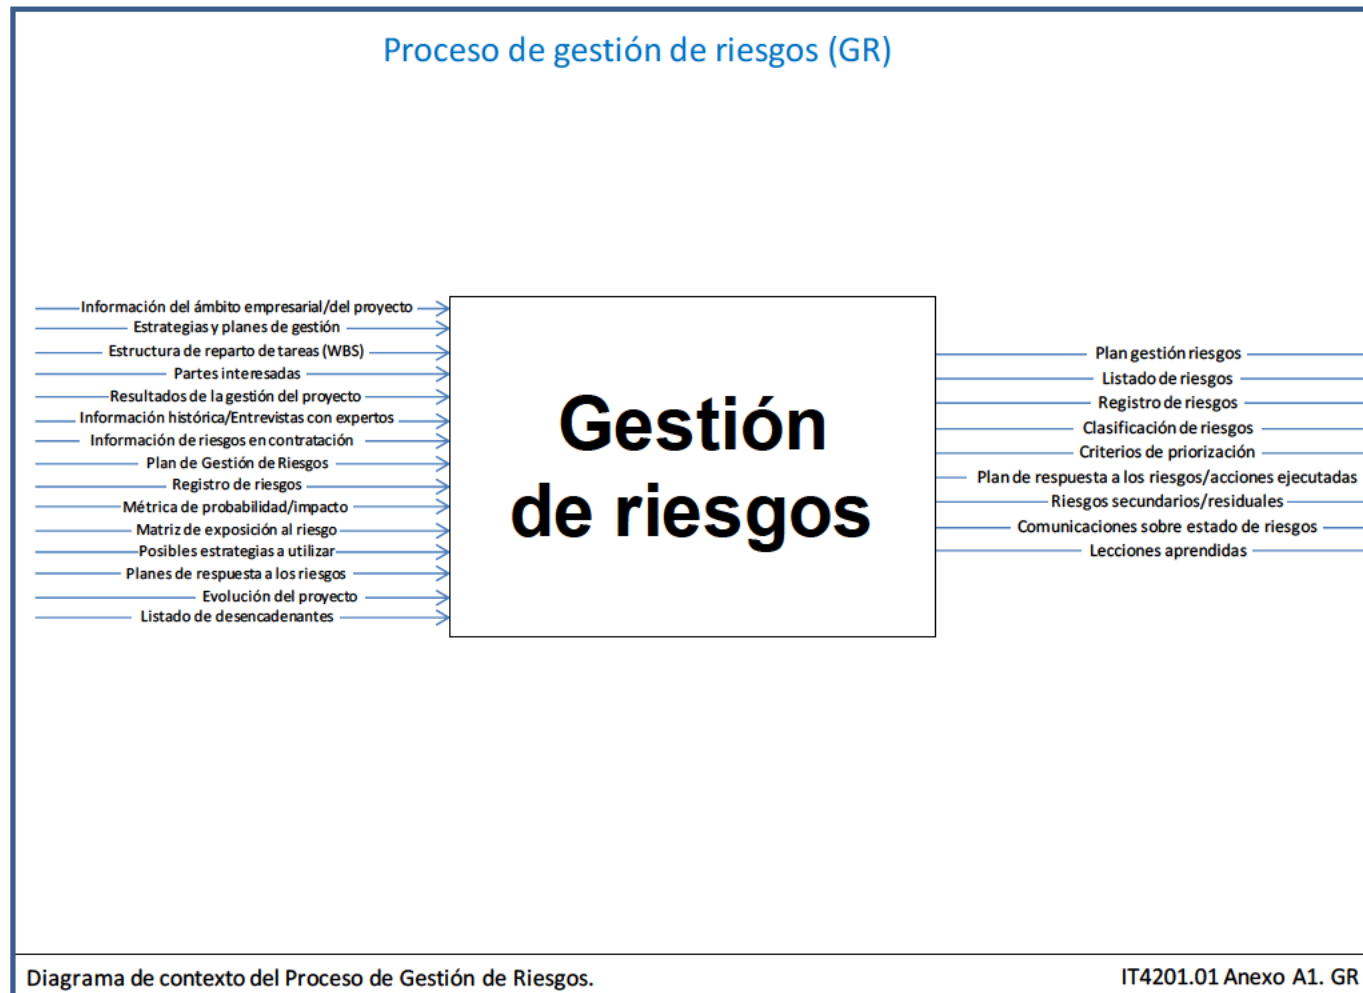 Proceso de gestión de riesgos (GR)
Información del ámbito empresarial/del proyecto
Estrategias y planes de gestión
Estructura de reparto de tareas (WBS)
Partes interesadas
Resultados de la gestión del proyecto
Información histórica/Entrevistas con expertos
Información de riesgos en contratación
Plan de Gestión de Riesgos
Registro de riesgos
Métrica de probabilidad/impacto
Matriz de exposición al riesgo
Posibles estrategias a utilizar
Planes de respuesta a los riesgos
Evolución del proyecto
Listado de desencadenantes
Gestión
de riesgos
Plan gestión riesgos
Listado de riesgos
Registro de riesgos
Clasificación de riesgos
Criterios de priorización
Plan de respuesta a los riesgos/acciones ejecutadas
Riesgos secundarios/residuales
Comunicaciones sobre estado de riesgos
Lecciones aprendidas
Diagrama de contexto del Proceso de Gestión de Riesgos.
IT4201.01 Anexo A1. GR